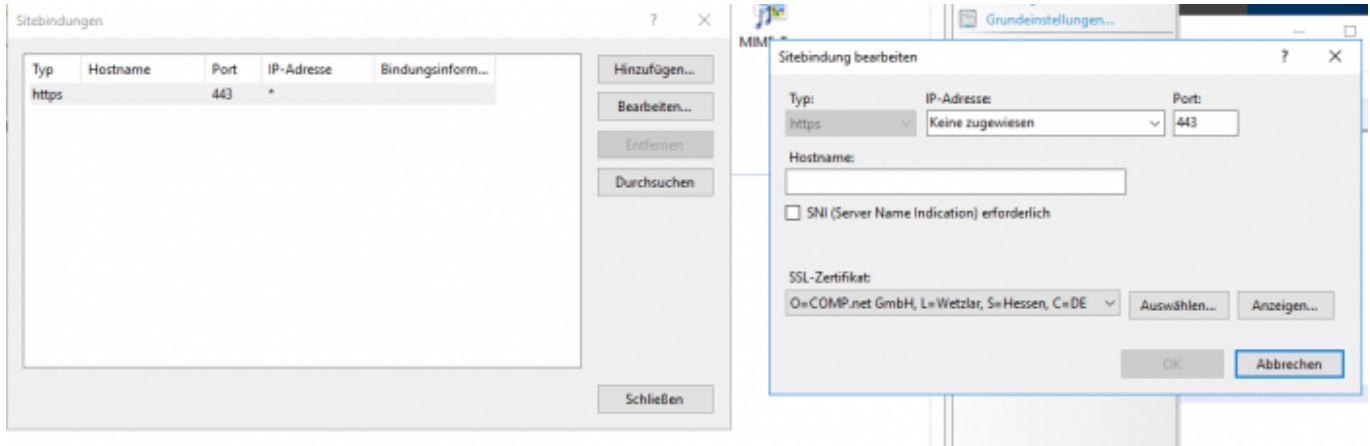 Sitebindungen
Typ Hostname Port IP-Adresse Bindungsinform...
https 443 *
Hinzufügen...
Bearbeiten...
Entfernen
Durchsuchen
Schließen
Grundeinstellungen...
Sitebindung bearbeiten
Typ: IP-Adresse: Port:
https Keine zugewiesen 443
Hostname:
SNI (Server Name Indication) erforderlich
SSL-Zertifikat:
O=COMP.net GmbH, L=Wetzlar, S=Hessen, C=DE Auswählen... Anzeigen...
OK Abbrechen